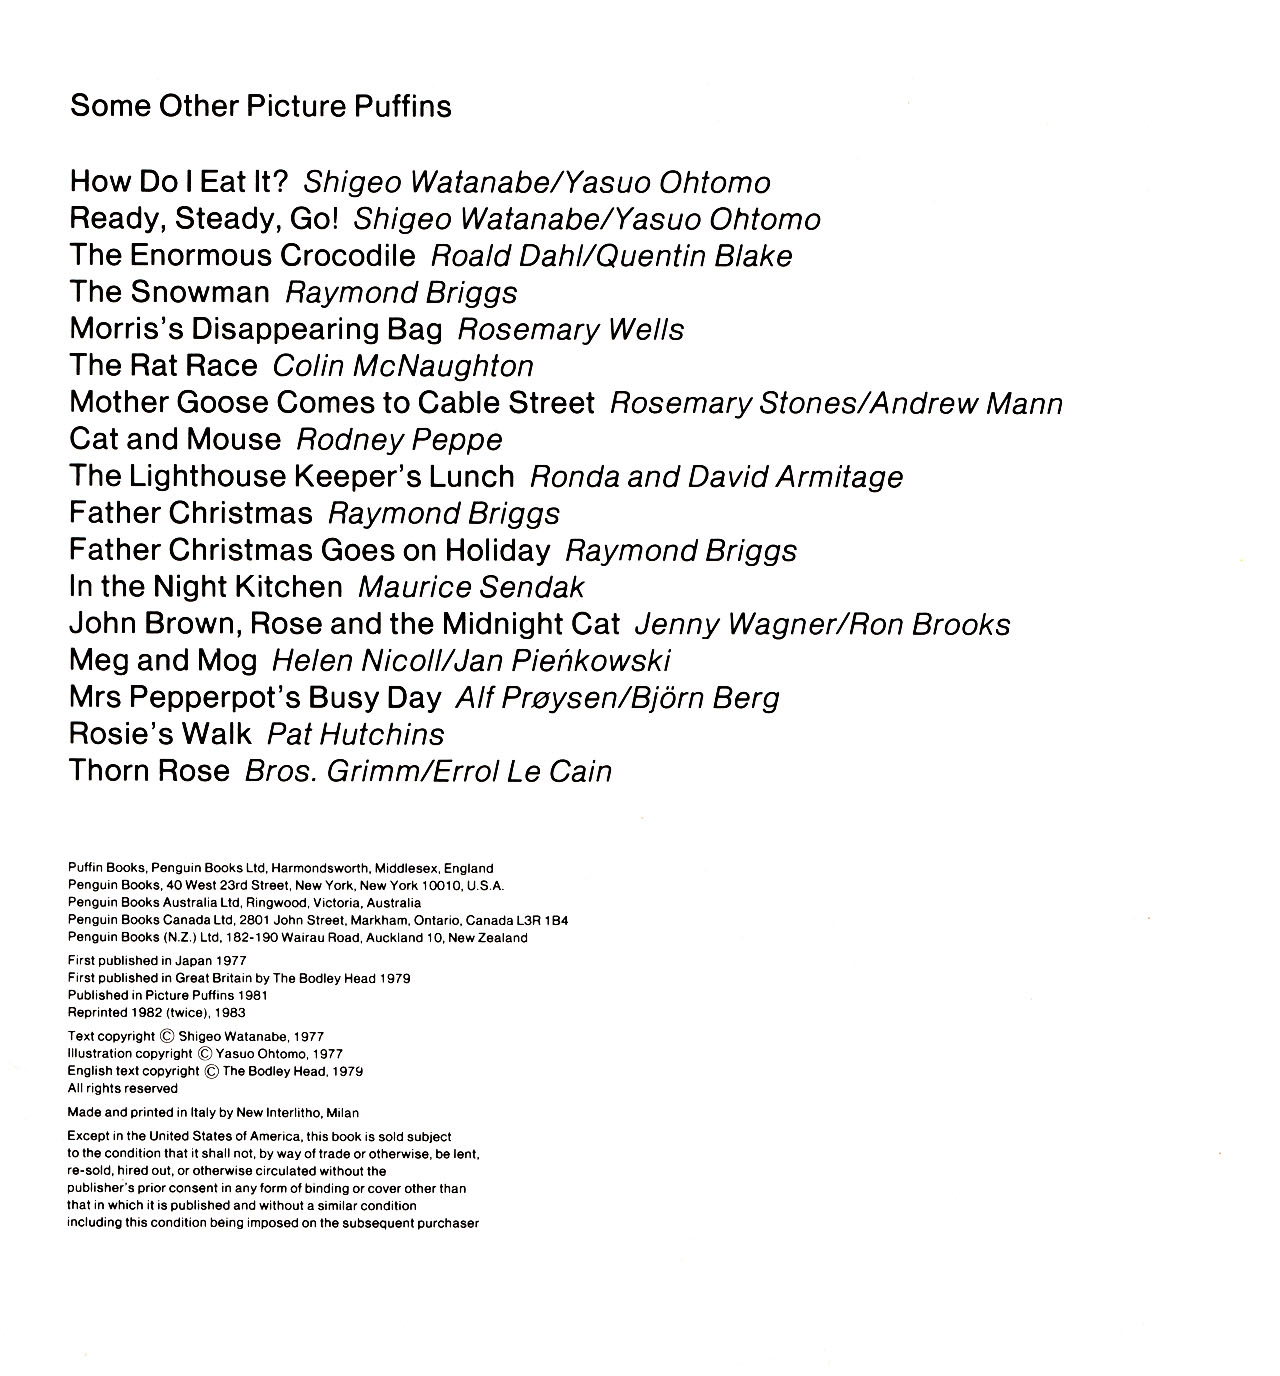 Some Other Picture Puffins
How Do I Eat It? Shigeo Watanabe/Yasuo Ohtomo
Ready, Steady, Go! Shigeo Watanabe/Yasuo Ohtomo
The Enormous Crocodile Roald Dahl/Quentin Blake
The Snowman Raymond Briggs
Morris's Disappearing Bag Rosemary Wells
The Rat Race Colin McNaughton
Mother Goose Comes to Cable Street Rosemary Stones/Andrew Mann
Cat and Mouse Rodney Peppe
The Lighthouse Keeper's Lunch Ronda and David Armitage
Father Christmas Raymond Briggs
Father Christmas Goes on Holiday Raymond Briggs
In the Night Kitchen Maurice Sendak
John Brown, Rose and the Midnight Cat Jenny Wagner/Ron Brooks
Meg and Mog Helen Nicoll/Jan Pieńkowski
Mrs Pepperpot's Busy Day Alf Prøysen/Björn Berg
Rosie's Walk Pat Hutchins
Thorn Rose Bros. Grimm/Errol Le Cain
Puffin Books, Penguin Books Ltd, Harmondsworth, Middlesex, England
Penguin Books, 40 West 23rd Street, New York, New York 10010, U.S.A.
Penguin Books Australia Ltd, Ringwood, Victoria, Australia
Penguin Books Canada Ltd, 2801 John Street, Markham, Ontario, Canada L3R 1B4
Penguin Books (N.Z.) Ltd, 182-190 Wairau Road, Auckland 10, New Zealand
First published in Japan 1977
First published in Great Britain by The Bodley Head 1979
Published in Picture Puffins 1981
Reprinted 1982 (twice), 1983
Text copyright © Shigeo Watanabe, 1977
Illustration copyright © Yasuo Ohtomo, 1977
English text copyright © The Bodley Head, 1979
All rights reserved
Made and printed in Italy by New Interlitho, Milan
Except in the United States of America, this book is sold subject
to the condition that it shall not, by way of trade or otherwise, be lent,
re-sold, hired out, or otherwise circulated without the
publisher's prior consent in any form of binding or cover other than
that in which it is published and without a similar condition
including this condition being imposed on the subsequent purchaser